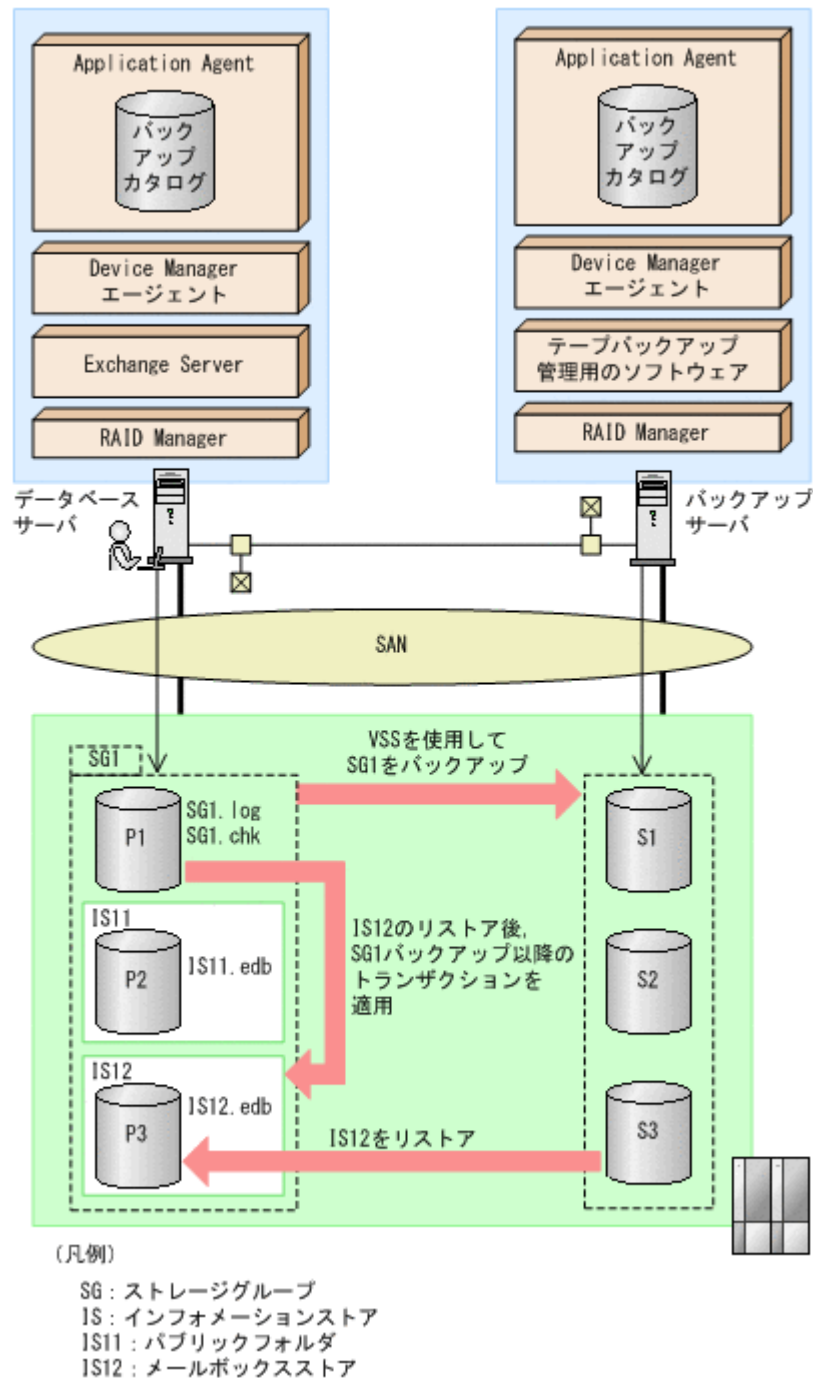 Application Agent
バック
アップ
カタログ
Device Manager
エージェント
Exchange Server
RAID Manager
Application Agent
バック
アップ
カタログ
Device Manager
エージェント
テープバックアップ
管理用のソフトウェア
RAID Manager
データベース
サーバ
バックアップ
サーバ
SAN
SG1
VSSを使用して
SG1をバックアップ
P1
SG1.log
SG1.chk
S1
IS11
P2
IS11.edb
IS12のリストア後,
SG1バックアップ以降の
トランザクションを
適用
S2
IS12
P3
IS12.edb
IS12をリストア
S3
(凡例)
SG:ストレージグループ
IS:インフォメーションストア
IS11:パブリックフォルダ
IS12:メールボックスストア